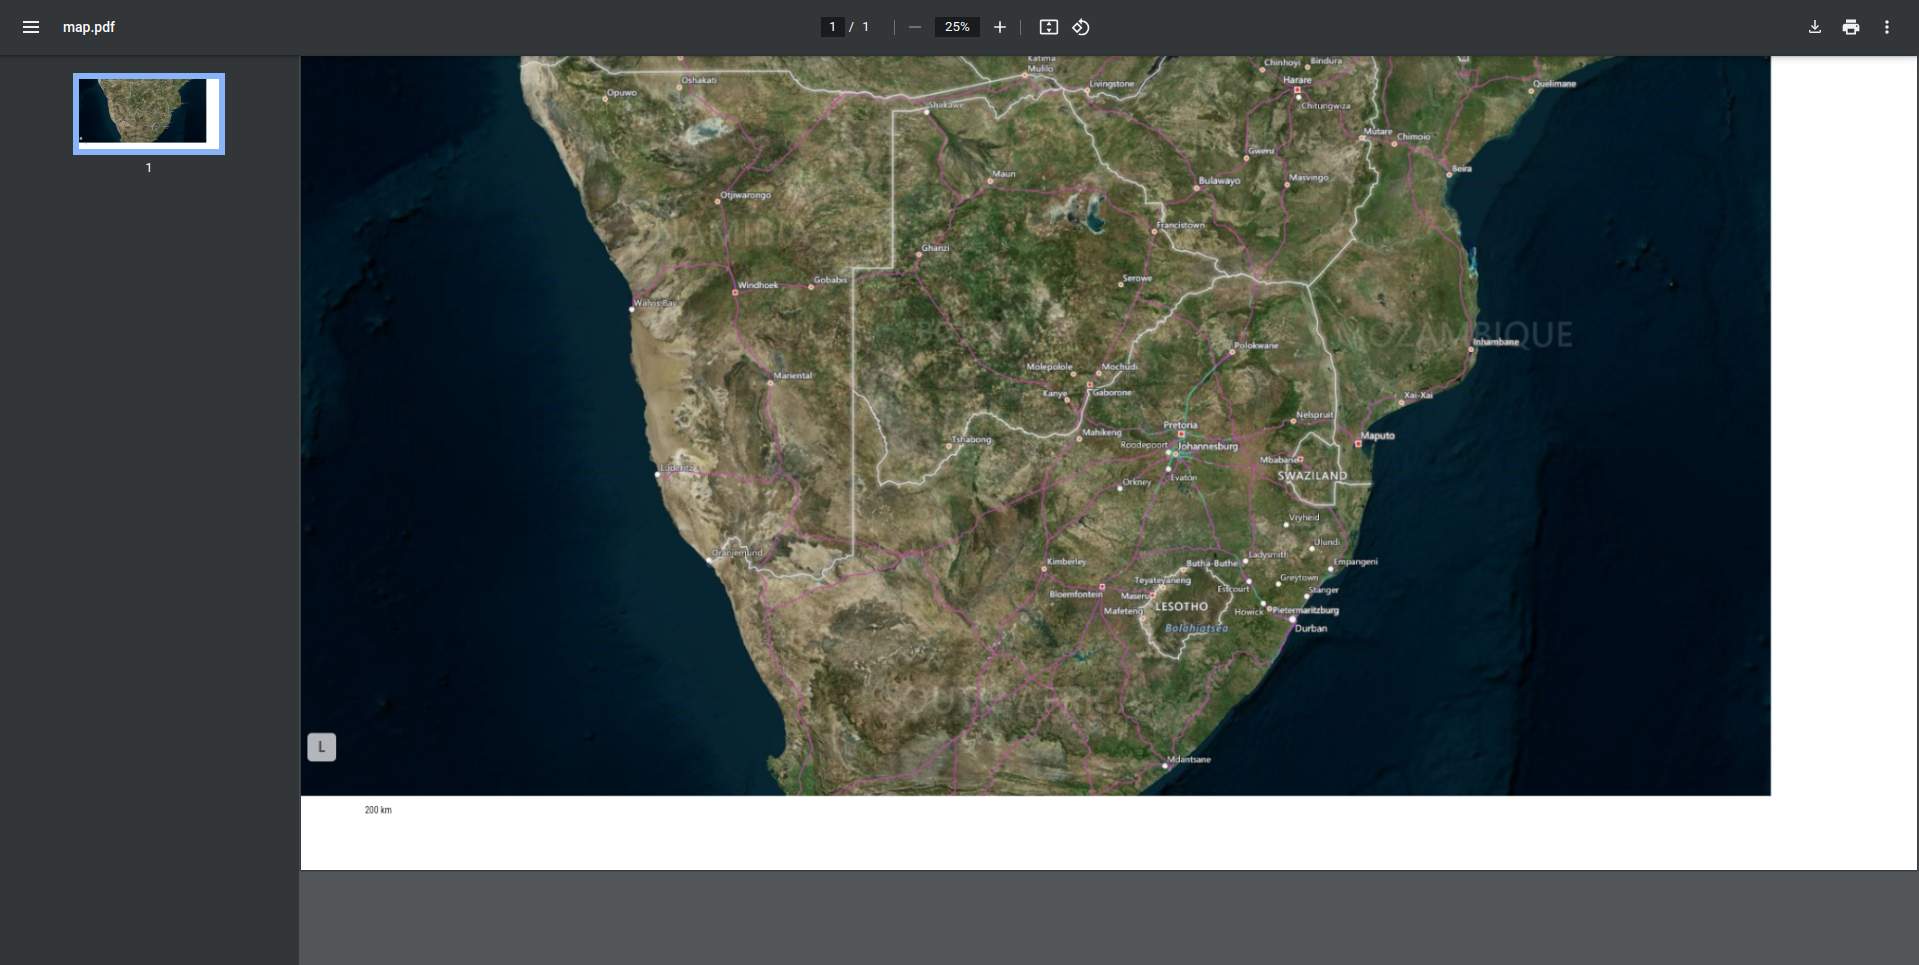 map.pdf
1 / 1
25%
1
Katima
Mulilo
Chinhoyi
Bindura
Oshakati
Livingstone
Harare
Quelimane
Opuwo
Shakawe
Chitungwiza
Mutare
Chimoio
Gweru
Beira
Maun
Bulawayo
Masvingo
Otjiwarongo
NAMIBIA
Francistown
Ghanzi
Serowe
Windhoek
Gobabis
Walvis Bay
MOZAMBIQUE
Inhambane
Polokwane
Molepolole
Mochudi
Mariental
Kanye
Gaborone
Xai-Xai
Nelspruit
Pretoria
Mahikeng
Maputo
Tshabong
Roodepoort
Johannesburg
Mbabane
Luderitz
SWAZILAND
Evaton
Orkney
Vryheid
Ulundi
Oranjemund
Ladysmith
Kimberley
Butha-Buthe
Empangeni
Teyateyaneng
Greytown
Estcourt
Stanger
Bloemfontein
Maseru
LESOTHO
Mafeteng
Howick
Pietermaritzburg
Bolahiatsea
Durban
SOUTH AFRICA
L
Mdantsane
200 km